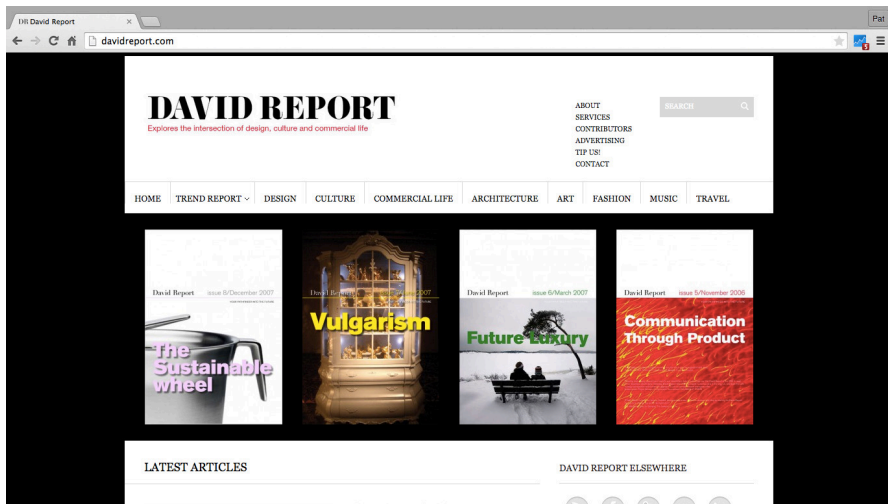 DR David Report
Pat
davidreport.com
5
DAVID REPORT
Explores the intersection of design, culture and commercial life
ABOUT
SERVICES
CONTRIBUTORS
ADVERTISING
TIP US!
CONTACT
SEARCH
HOME TREND REPORT DESIGN CULTURE COMMERCIAL LIFE ARCHITECTURE ART FASHION MUSIC TRAVEL
David Report issue 8/December 2007
The
Sustainable
wheel
David Report 2007
Vulgarism
David Report issue 6/March 2007
Future Luxury
David Report issue 5/November 2006
Communication
Through Product
LATEST ARTICLES
DAVID REPORT ELSEWHERE